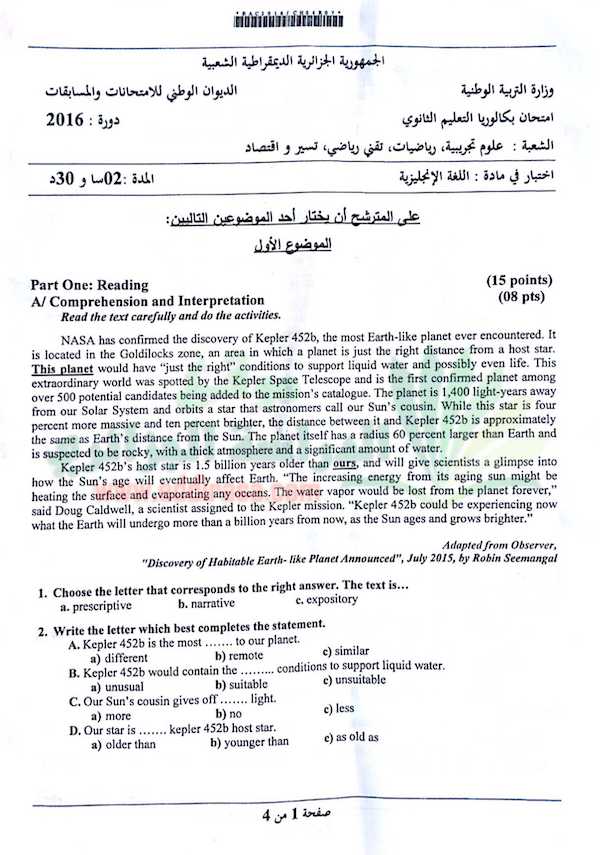 * B A C 2 0 1 6 / C H E A B E V *
الجمهورية الجزائرية الديمقراطية الشعبية
وزارة التربية الوطنية الديوان الوطني للامتحانات والمسابقات
امتحان بكالوريا التعليم الثانوي دورة : 2016
الشعبة : علوم تجريبية، رياضيات، تقني رياضي، تسير و اقتصاد
اختبار في مادة : اللغة الإنجليزية المدة :02سا و 30د
على المترشح أن يختار أحد الموضوعين التاليين:
الموضوع الأول
Part One: Reading (15 points)
A/ Comprehension and Interpretation (08 pts)
Read the text carefully and do the activities.
NASA has confirmed the discovery of Kepler 452b, the most Earth-like planet ever encountered. It
is located in the Goldilocks zone, an area in which a planet is just the right distance from a host star.
This planet would have “just the right” conditions to support liquid water and possibly even life. This
extraordinary world was spotted by the Kepler Space Telescope and is the first confirmed planet among
over 500 potential candidates being added to the mission’s catalogue. The planet is 1,400 light-years away
from our Solar System and orbits a star that astronomers call our Sun’s cousin. While this star is four
percent more massive and ten percent brighter, the distance between it and Kepler 452b is approximately
the same as Earth’s distance from the Sun. The planet itself has a radius 60 percent larger than Earth and
is suspected to be rocky, with a thick atmosphere and a significant amount of water.
Kepler 452b’s host star is 1.5 billion years older than ours, and will give scientists a glimpse into
how the Sun’s age will eventually affect Earth. “The increasing energy from its aging sun might be
heating the surface and evaporating any oceans. The water vapor would be lost from the planet forever,”
said Doug Caldwell, a scientist assigned to the Kepler mission. “Kepler 452b could be experiencing now
what the Earth will undergo more than a billion years from now, as the Sun ages and grows brighter.”
Adapted from Observer,
"Discovery of Habitable Earth- like Planet Announced", July 2015, by Robin Seemangal
1. Choose the letter that corresponds to the right answer. The text is…
a. prescriptive b. narrative c. expository
2. Write the letter which best completes the statement.
A. Kepler 452b is the most ……. to our planet.
a) different b) remote c) similar
B. Kepler 452b would contain the ……… conditions to support liquid water.
a) unusual b) suitable c) unsuitable
C. Our Sun’s cousin gives off ……. light.
a) more b) no c) less
D. Our star is ……. kepler 452b host star.
a) older than b) younger than c) as old as
صفحة 1 من 4